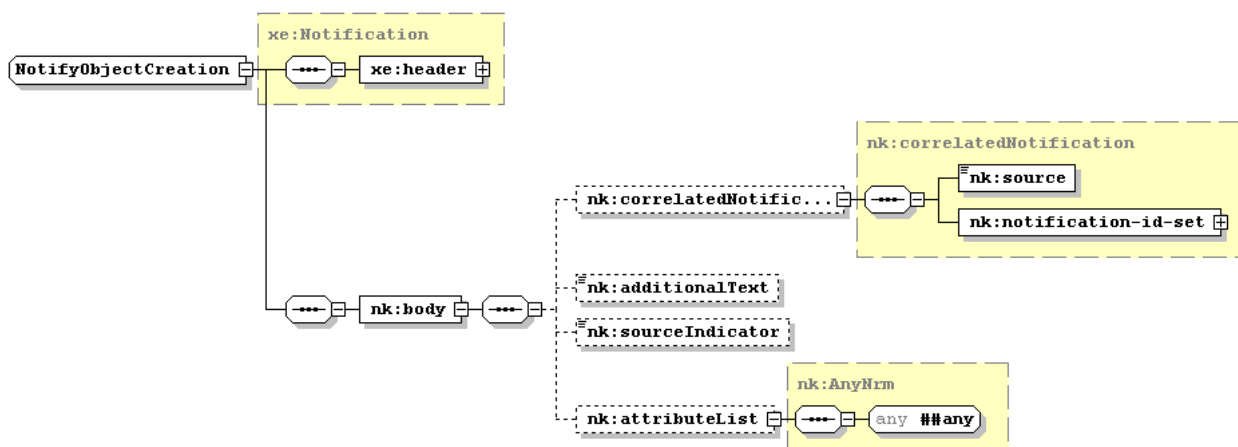 xe:Notification
NotifyObjectCreation
xe:header
nk:correlatedNotification
nk:source
nk:correlatedNotific...
nk:notification-id-set
nk:additionalText
nk:body
nk:sourceIndicator
nk:AnyNrm
nk:attributeList
any ##any